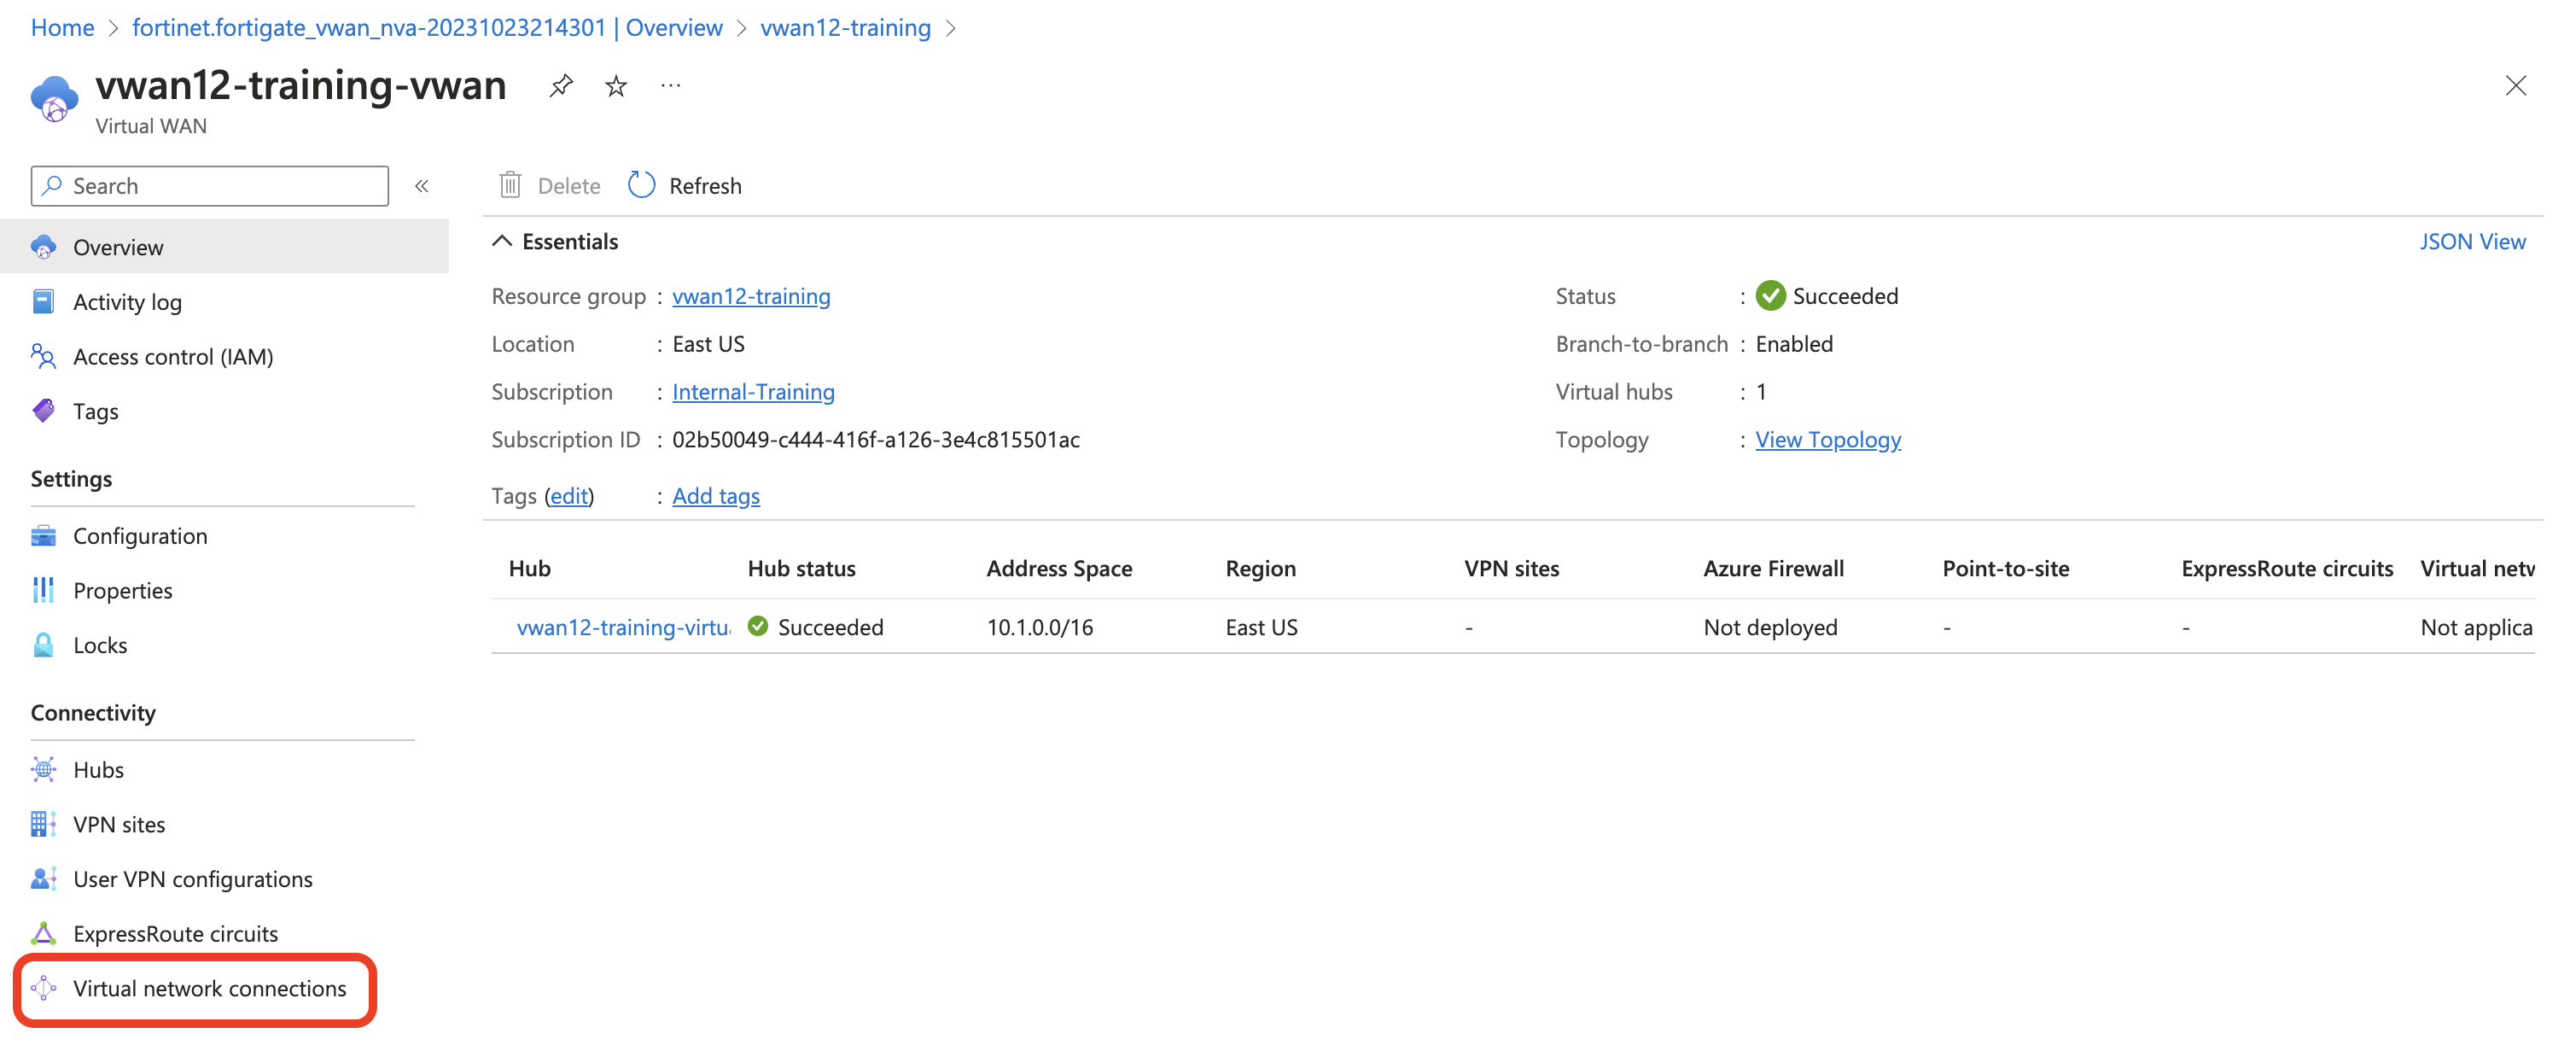 Home > fortinet.fortigate_vwan_nva-20231023214301 | Overview > vwan12-training >
vwan12-training-vwan
Virtual WAN
Search
Delete Refresh
Overview
Activity log
Access control (IAM)
Tags
Settings
Configuration
Properties
Locks
Connectivity
Hubs
VPN sites
User VPN configurations
ExpressRoute circuits
Virtual network connections
Essentials JSON View
Resource group : vwan12-training
Location : East US
Subscription : Internal-Training
Subscription ID : 02b50049-c444-416f-a126-3e4c815501ac
Tags (edit) : Add tags
Status : Succeeded
Branch-to-branch : Enabled
Virtual hubs : 1
Topology : View Topology
Hub Hub status Address Space Region VPN sites Azure Firewall Point-to-site ExpressRoute circuits Virtual netw
vwan12-training-virtu Succeeded 10.1.0.0/16 East US - Not deployed - - Not applica